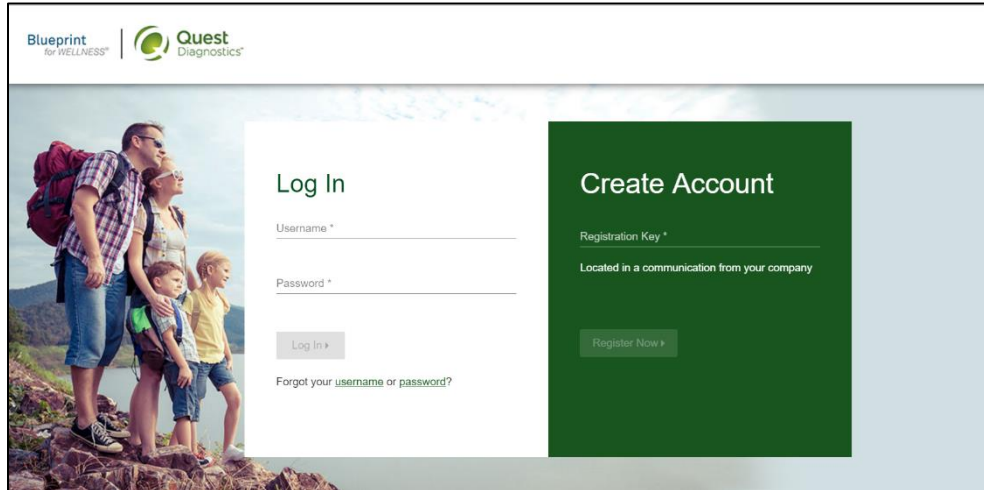 Blueprint
for WELLNESS®
Quest
Diagnostics®
Log In
Username *
Password *
Log In
Forgot your username or password?
Create Account
Registration Key *
Located in a communication from your company
Register Now